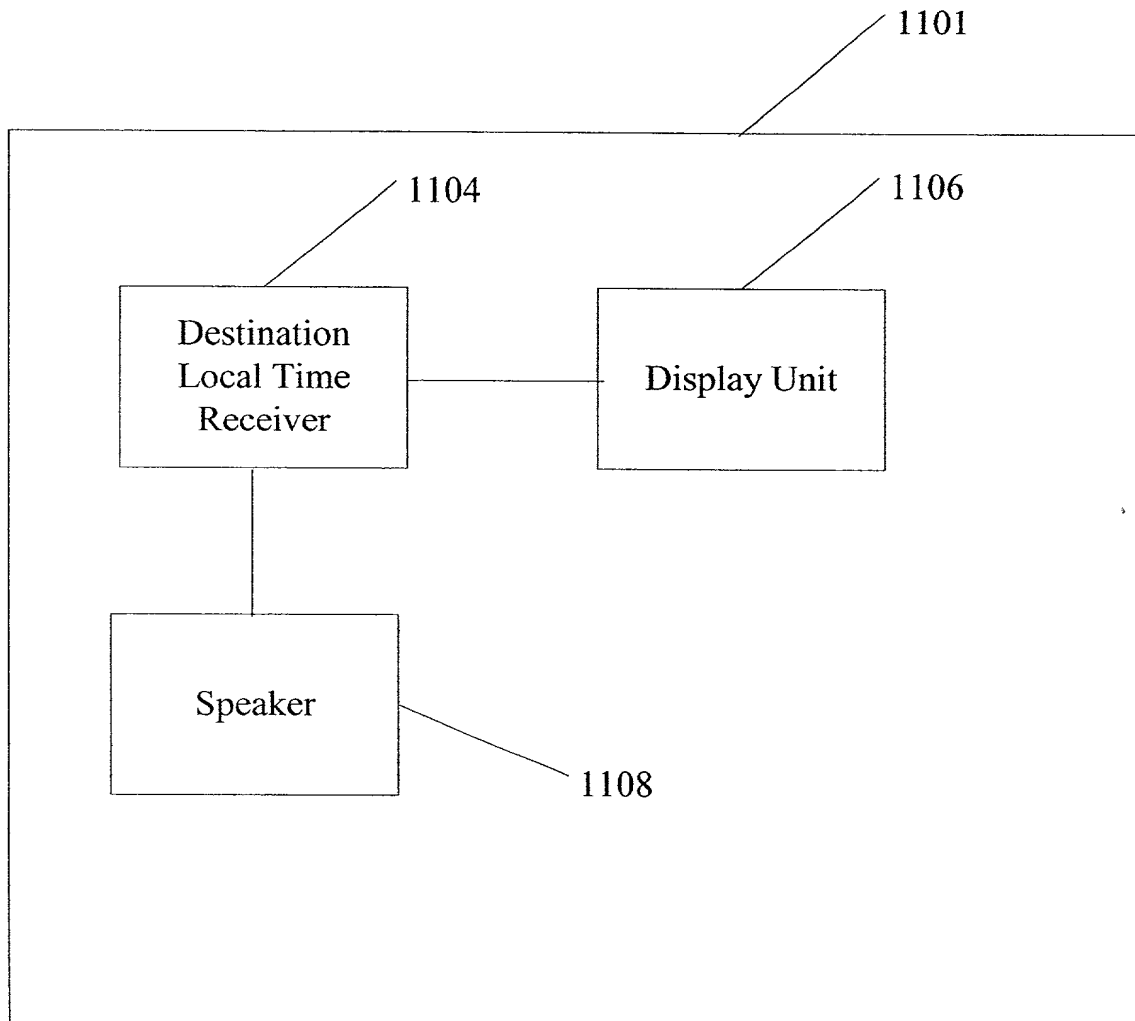 1101
1104
1106
Destination
Local Time
Receiver
Display Unit
Speaker
1108